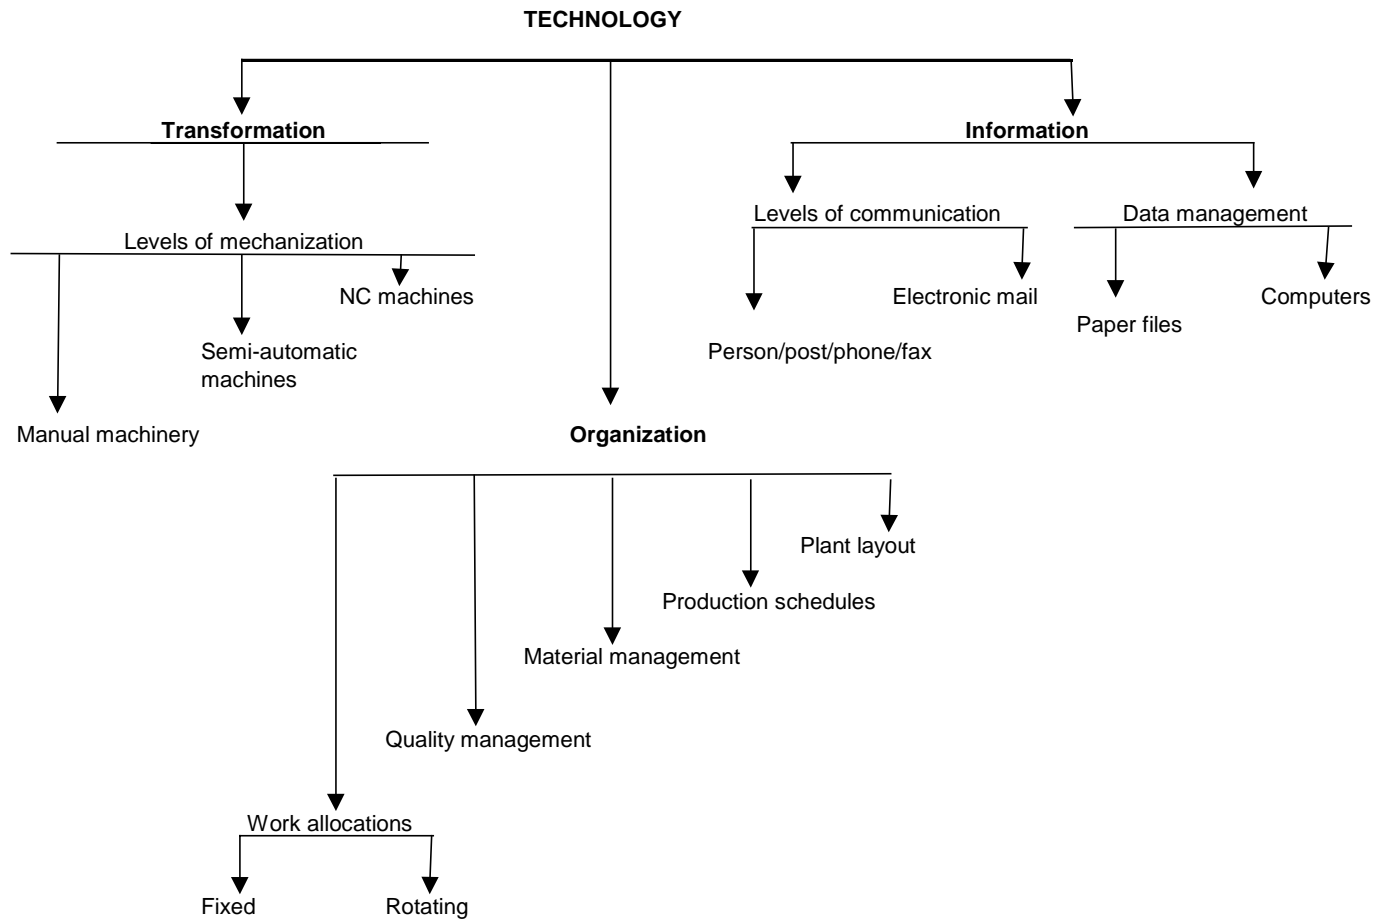 TECHNOLOGY
Transformation
Information
Levels of communication
Data management
Levels of mechanization
NC machines
Electronic mail
Computers
Paper files
Semi-automatic
machines
Person/post/phone/fax
Manual machinery
Organization
Plant layout
Production schedules
Material management
Quality management
Work allocations
Fixed
Rotating